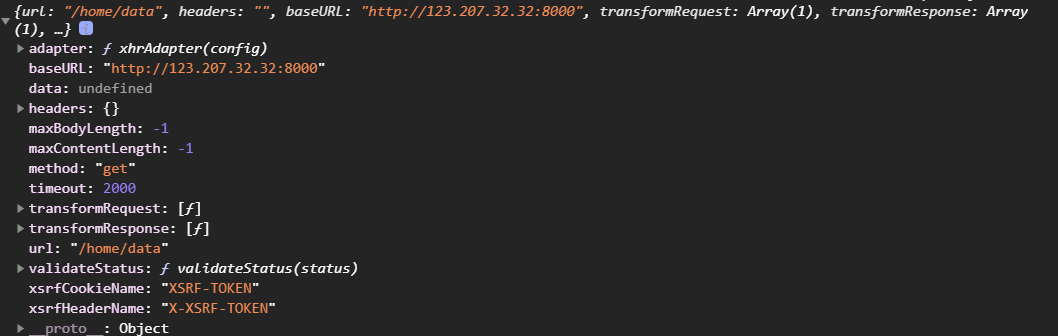 {url: "/home/data", headers: "", baseURL: "http://123.207.32.32:8000", transformRequest: Array(1), transformResponse: Array
(1), …} i
adapter: ƒ xhrAdapter(config)
baseURL: "http://123.207.32.32:8000"
data: undefined
headers: {}
maxBodyLength: -1
maxContentLength: -1
method: "get"
timeout: 2000
transformRequest: [ƒ]
transformResponse: [ƒ]
url: "/home/data"
validateStatus: ƒ validateStatus(status)
xsrfCookieName: "XSRF-TOKEN"
xsrfHeaderName: "X-XSRF-TOKEN"
__proto__: Object